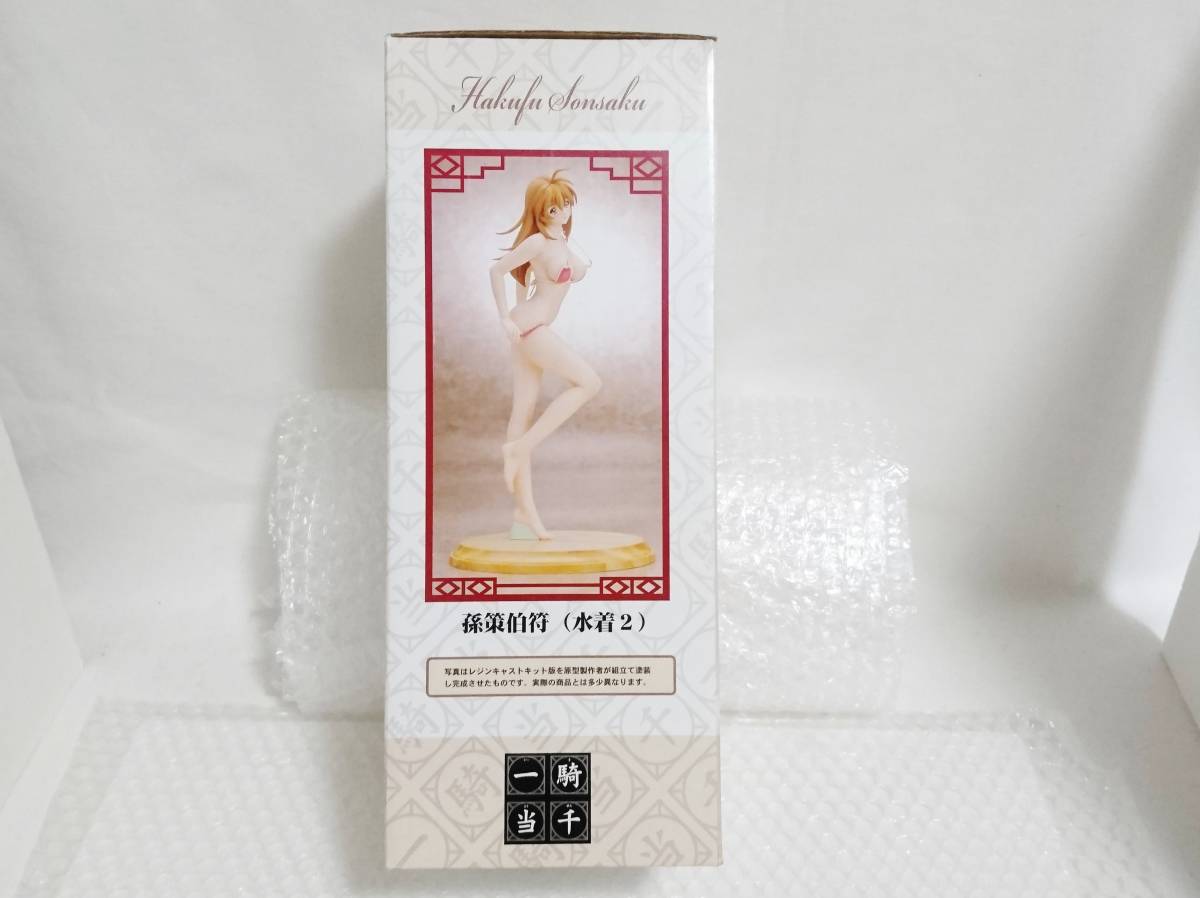 Hakufu Sonsaku
孫策伯符（水着２）
写真はレジンキャストキット版を原型製作者が組立て塗装
し完成させたものです。実際の商品とは多少異なります。
一騎
当千